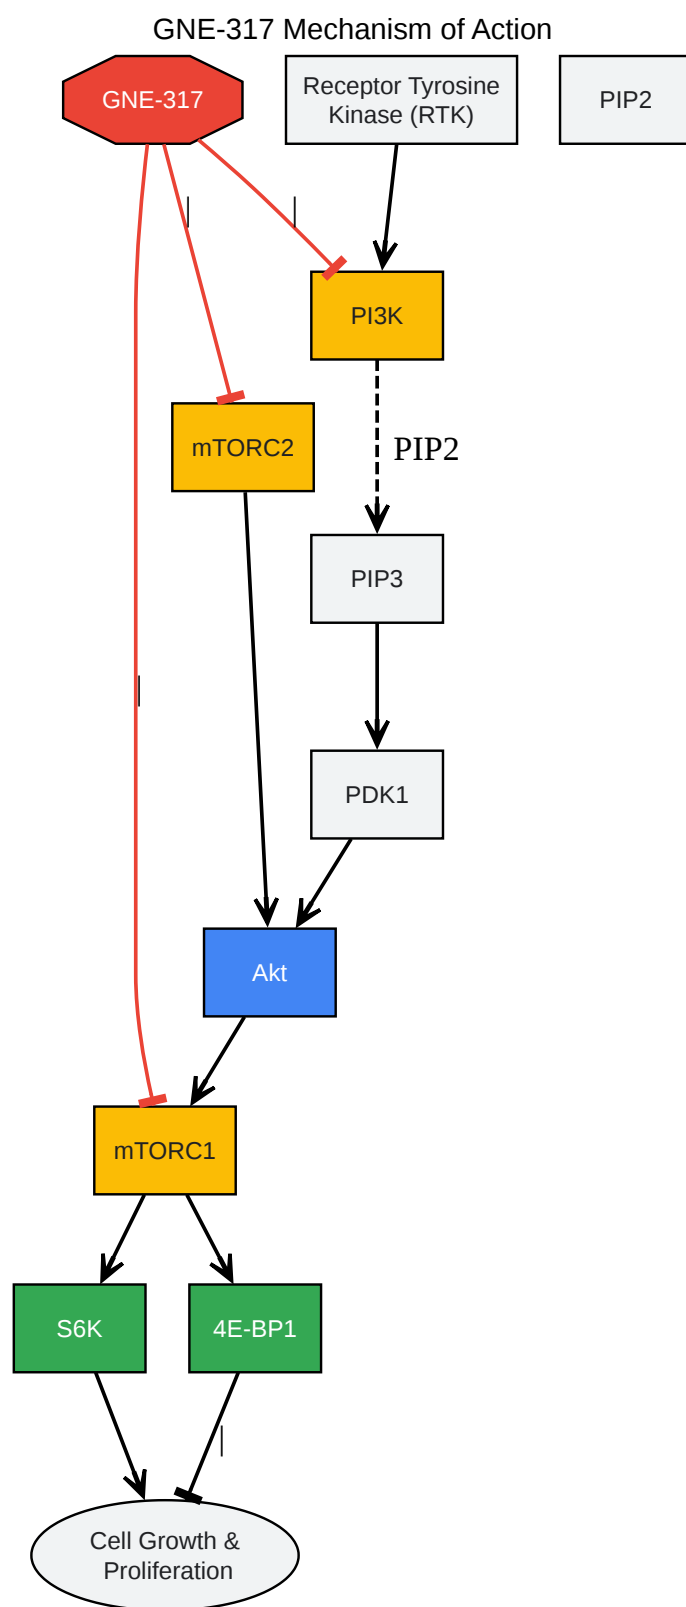 GNE-317 Mechanism of Action
GNE-317
Receptor Tyrosine
Kinase (RTK)
PIP2
PI3K
mTORC2
PIP2
PIP3
PDK1
Akt
mTORC1
S6K
4E-BP1
Cell Growth &
Proliferation